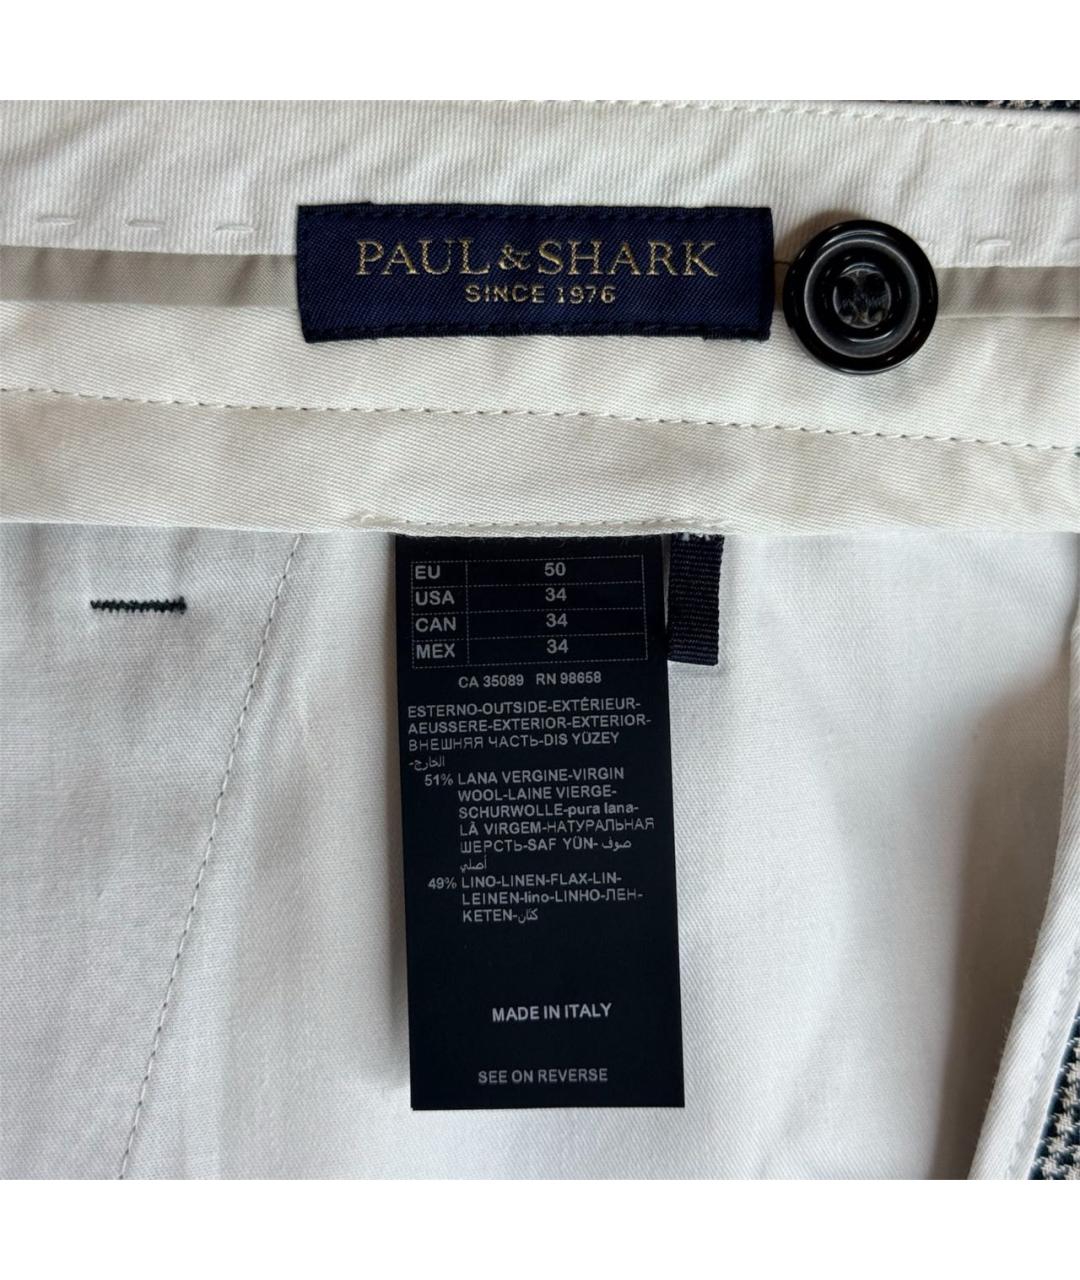 PAUL & SHARK
SINCE 1976
EU 50
USA 34
CAN 34
MEX 34
CA 35089 RN 98658
ESTERNO-OUTSIDE-EXTÉRIEUR-
AEUSSERE-EXTERIOR-EXTERIOR-
ВНЕШНЯЯ ЧАСТЬ-DIS YÜZEY
-الخارج
51% LANA VERGINE-VIRGIN
WOOL-LAINE VIERGE-
SCHURWOLLE-pura lana-
LÀ VIRGEM-НАТУРАЛЬНАЯ
ШЕРСТЬ-SAF YÜN- صوف
أصلي
49% LINO-LINEN-FLAX-LIN-
LEINEN-lino-LINHO-ЛЕН-
KETEN-كتان
MADE IN ITALY
SEE ON REVERSE